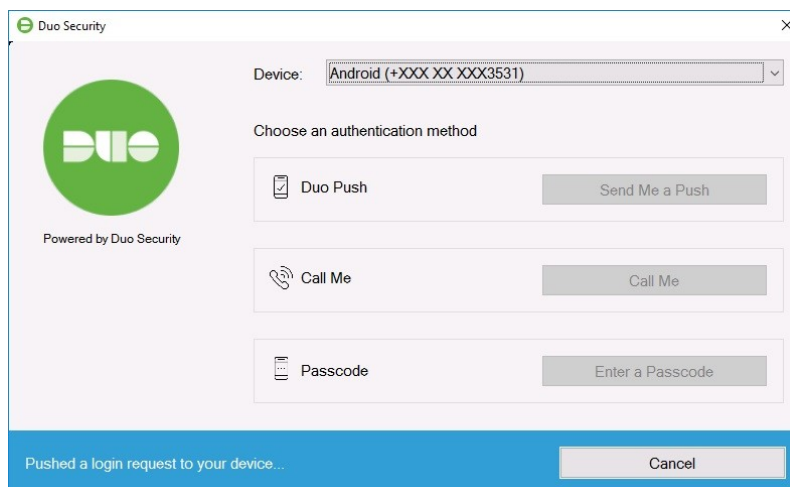 Duo Security
Device: Android (+XXX XX XXX3531)
DUO
Choose an authentication method
Duo Push Send Me a Push
Powered by Duo Security
Call Me Call Me
Passcode Enter a Passcode
Pushed a login request to your device... Cancel